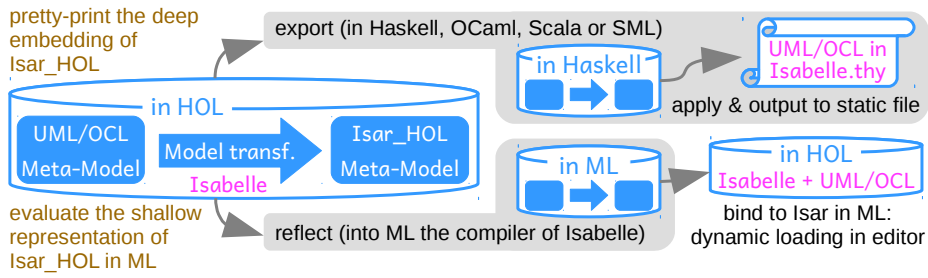 pretty-print the deep
embedding of
Isar_HOL
export (in Haskell, OCaml, Scala or SML)
in Haskell
UML/OCL in
Isabelle.thy
apply & output to static file
in HOL
UML/OCL
Meta-Model
Model transf.
Isabelle
Isar_HOL
Meta-Model
in ML
in HOL
Isabelle + UML/OCL
evaluate the shallow
representation of
Isar_HOL in ML
reflect (into ML the compiler of Isabelle)
bind to Isar in ML:
dynamic loading in editor